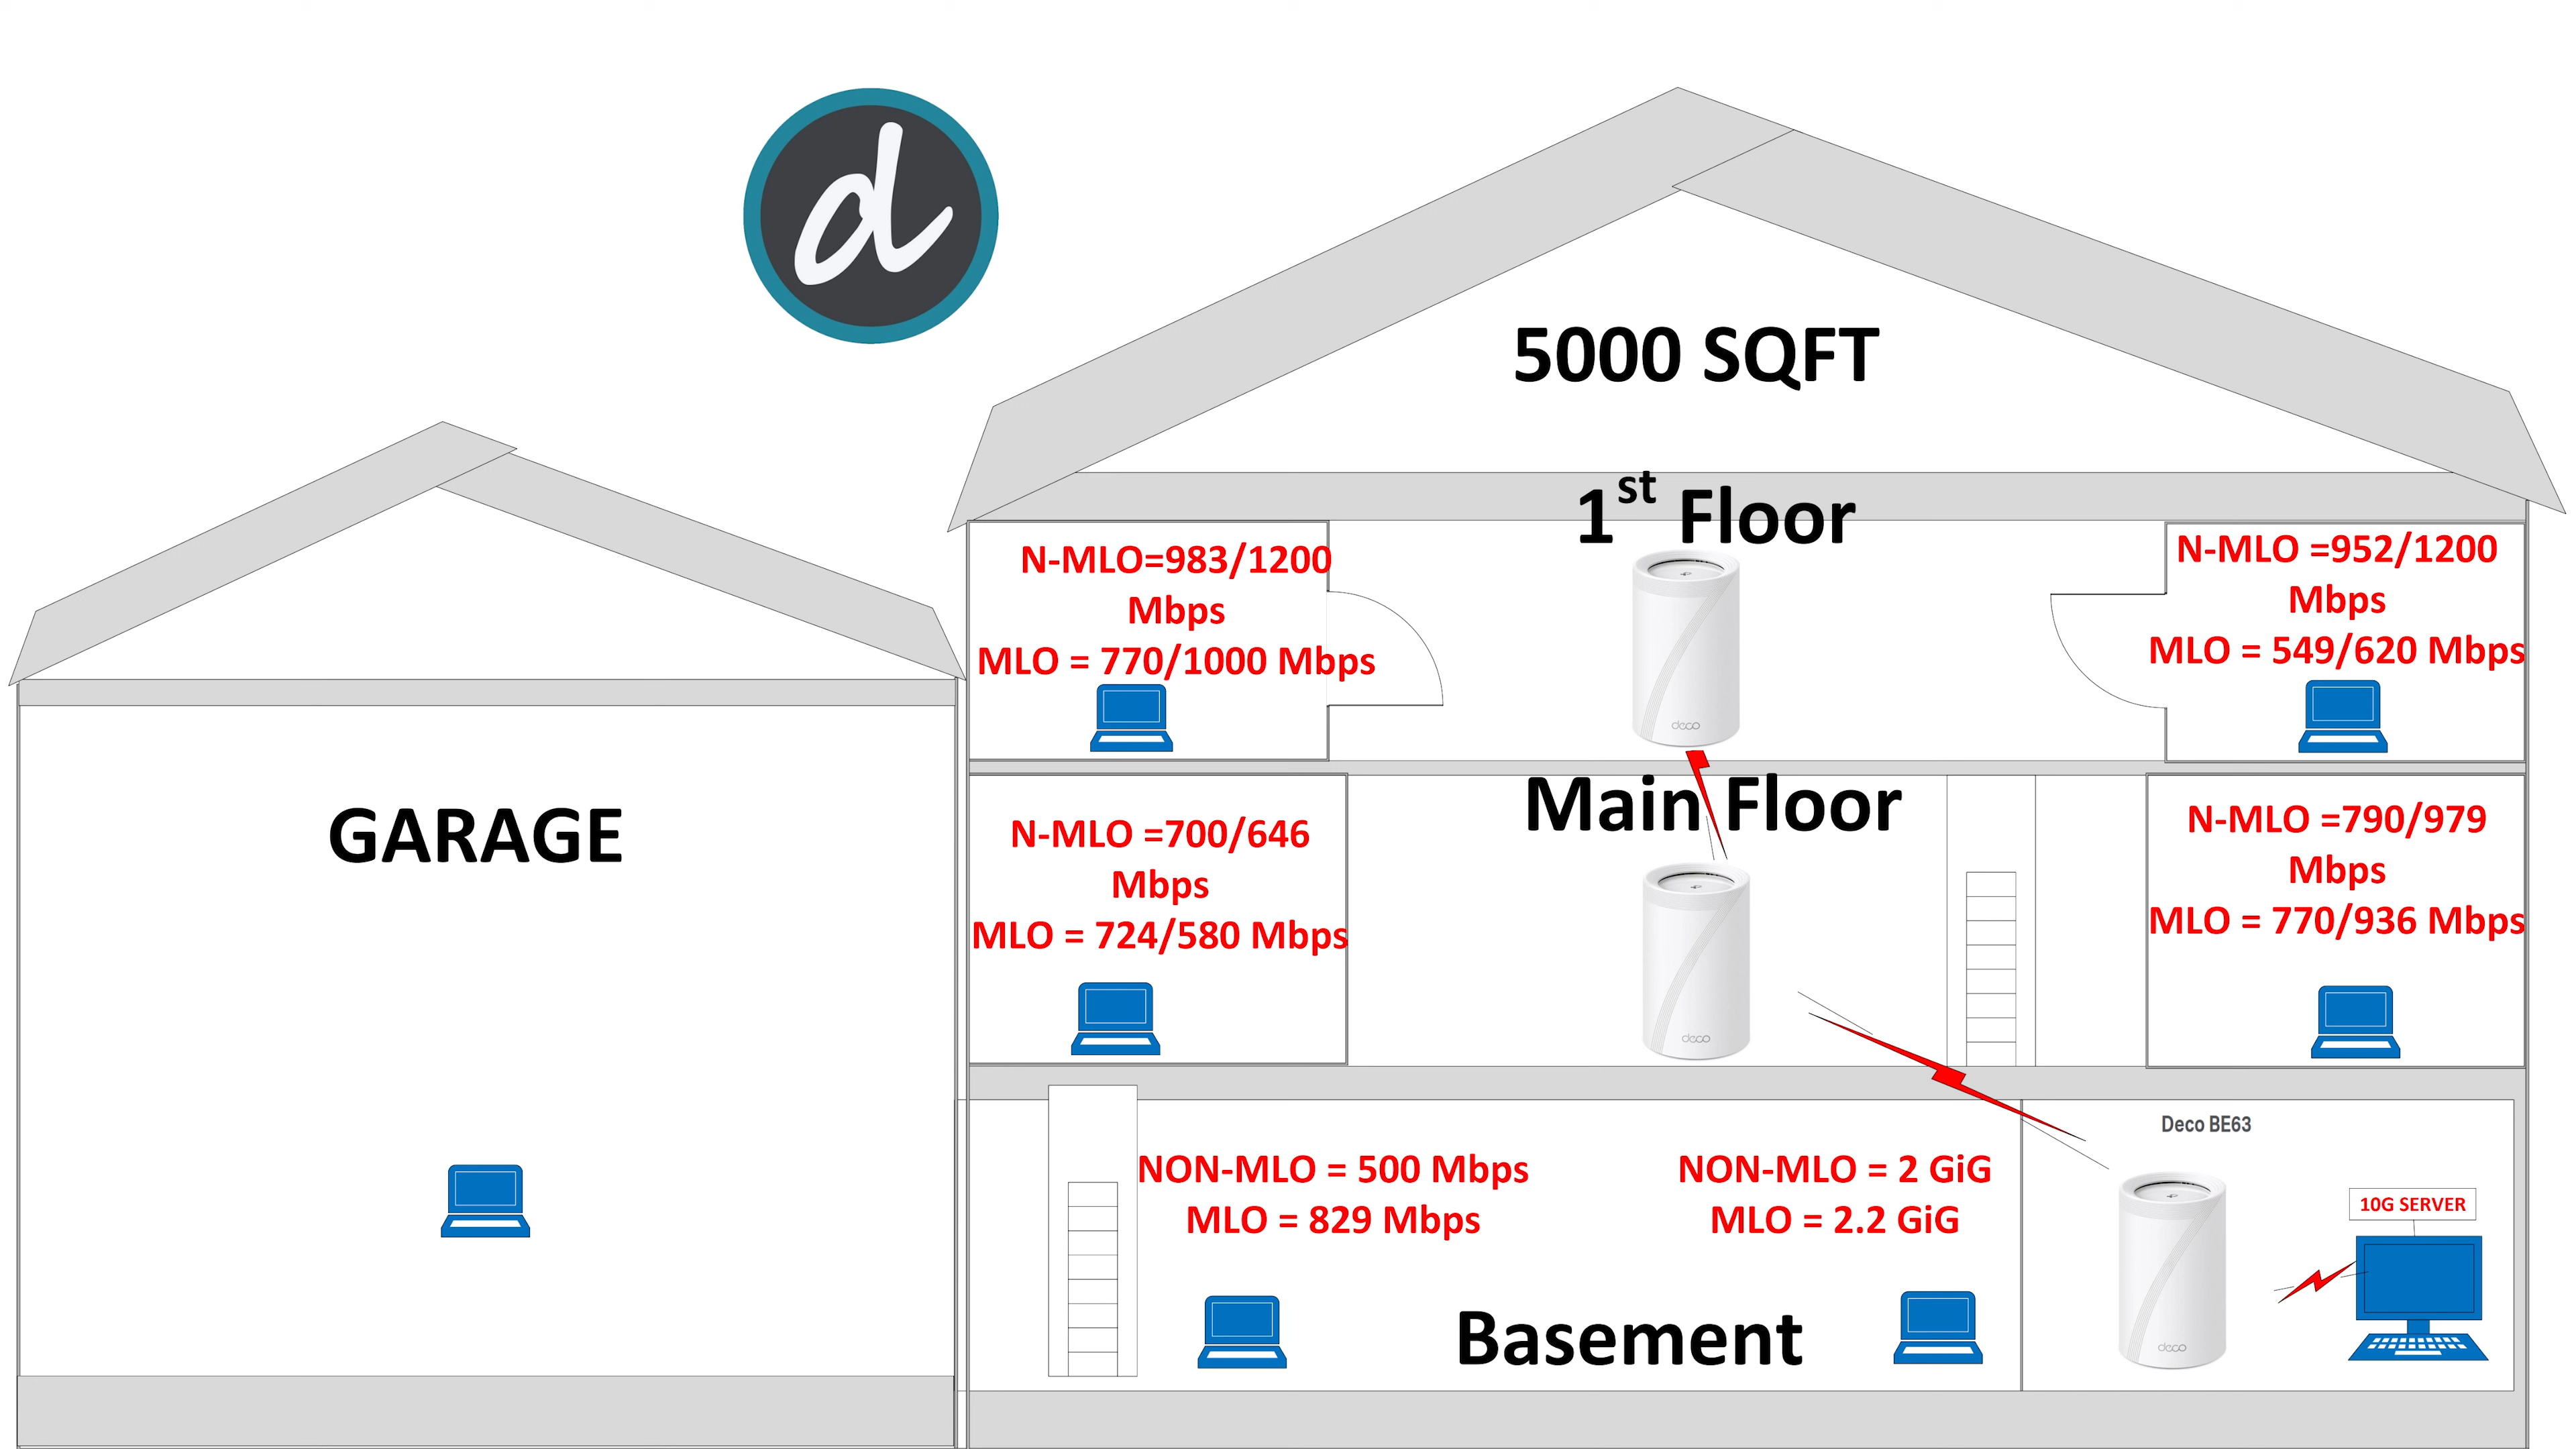 d
5000 SQFT
1st Floor
N-MLO=983/1200
Mbps
MLO = 770/1000 Mbps
N-MLO =952/1200
Mbps
MLO = 549/620 Mbps
deco
Main Floor
GARAGE
N-MLO =700/646
Mbps
MLO = 724/580 Mbps
N-MLO =790/979
Mbps
MLO = 770/936 Mbps
deco
Deco BE63
NON-MLO = 500 Mbps
MLO = 829 Mbps
NON-MLO = 2 GiG
MLO = 2.2 GiG
10G SERVER
Basement
deco